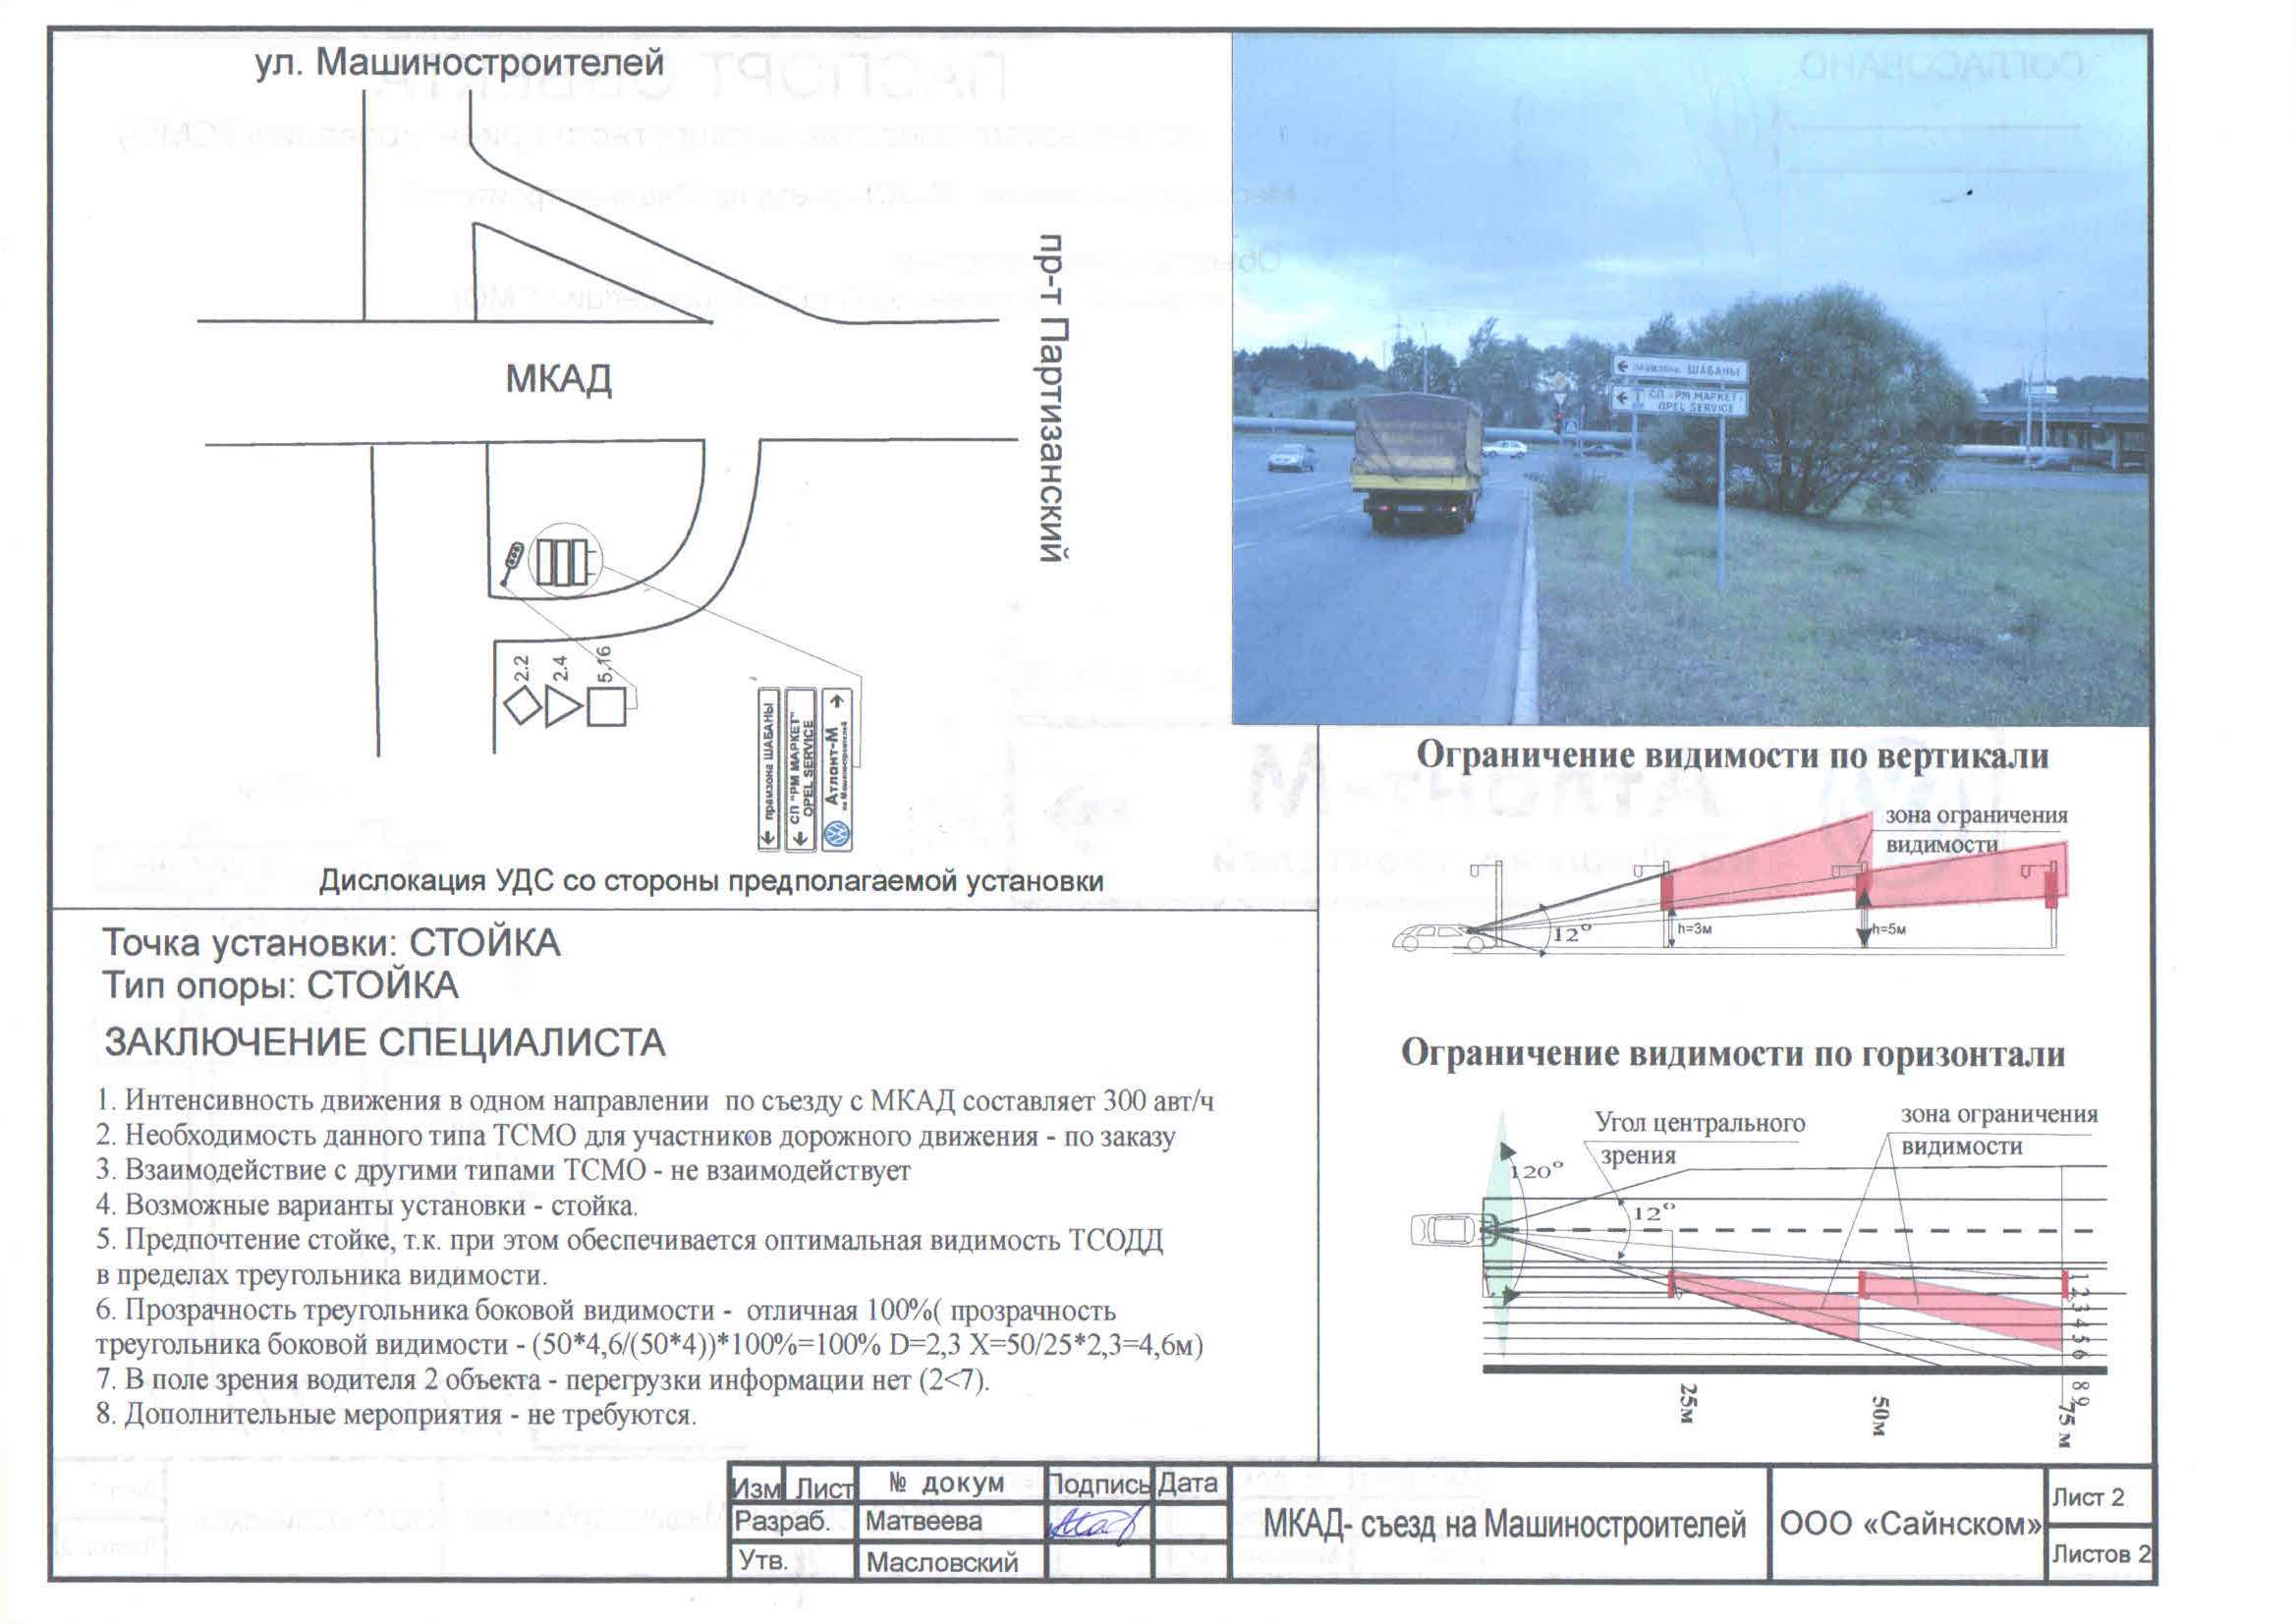 ул. Машиностроителей
МКАД
пр-т Партизанский
2.2
2.4
5.16
промзона ШАБАНЫ
СП "РМ МАРКЕТ"
OPEL SERVICE
Атлант-М
на Машиностроителей
Дислокация УДС со стороны предполагаемой установки
ШАБАНЫ
СП "РМ МАРКЕТ"
OPEL SERVICE
Ограничение видимости по вертикали
зона ограничения
видимости
12°
h=3м
h=5м
Ограничение видимости по горизонтали
Угол центрального
зрения
зона ограничения
видимости
120°
12°
1 2 3 4 5 6
8 9
25м
50м
75 м
Точка установки: СТОЙКА
Тип опоры: СТОЙКА
ЗАКЛЮЧЕНИЕ СПЕЦИАЛИСТА
1. Интенсивность движения в одном направлении по съезду с МКАД составляет 300 авт/ч
2. Необходимость данного типа ТСМО для участников дорожного движения - по заказу
3. Взаимодействие с другими типами ТСМО - не взаимодействует
4. Возможные варианты установки - стойка.
5. Предпочтение стойке, т.к. при этом обеспечивается оптимальная видимость ТСОДД
в пределах треугольника видимости.
6. Прозрачность треугольника боковой видимости - отличная 100%( прозрачность
треугольника боковой видимости - (50*4,6/(50*4))*100%=100% D=2,3 X=50/25*2,3=4,6м)
7. В поле зрения водителя 2 объекта - перегрузки информации нет (2<7).
8. Дополнительные мероприятия - не требуются.
Изм Лист № докум Подпись Дата
Разраб. Матвеева
Утв. Масловский
МКАД- съезд на Машиностроителей
ООО «Сайнском»
Лист 2
Листов 2